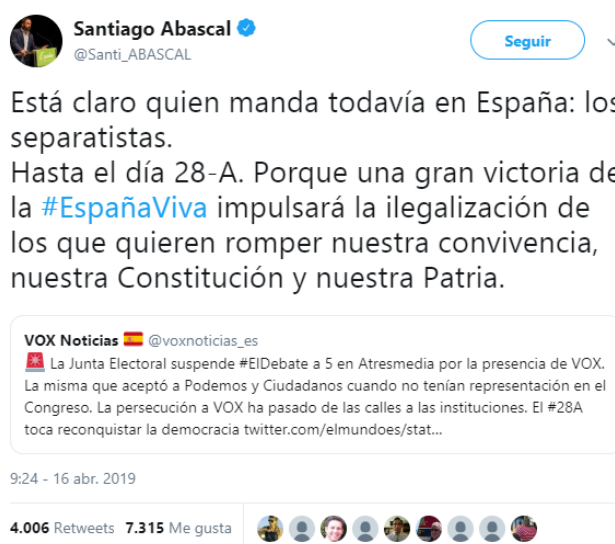 Santiago Abascal
@Santi_ABASCAL
Seguir
Está claro quien manda todavía en España: los
separatistas.
Hasta el día 28-A. Porque una gran victoria de
la #EspañaViva impulsará la ilegalización de
los que quieren romper nuestra convivencia,
nuestra Constitución y nuestra Patria.
VOX Noticias 🇪🇸 @voxnoticias_es
🚨 La Junta Electoral suspende #ElDebate a 5 en Atresmedia por la presencia de VOX.
La misma que aceptó a Podemos y Ciudadanos cuando no tenían representación en el
Congreso. La persecución a VOX ha pasado de las calles a las instituciones. El #28A
toca reconquistar la democracia twitter.com/elmundoes/stat…
9:24 - 16 abr. 2019
4.006 Retweets 7.315 Me gusta